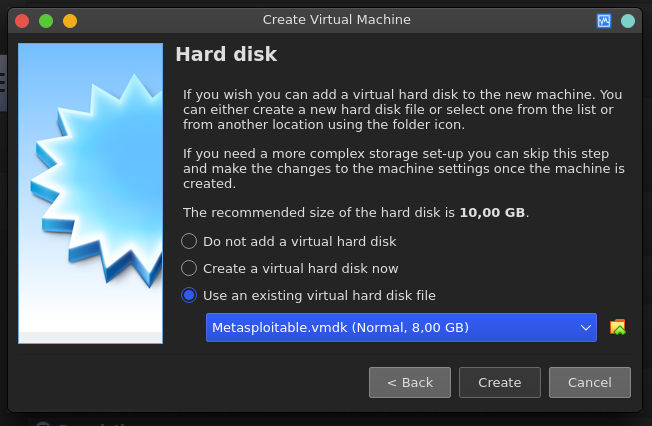 Create Virtual Machine
Hard disk
If you wish you can add a virtual hard disk to the new machine. You
can either create a new hard disk file or select one from the list or
from another location using the folder icon.
If you need a more complex storage set-up you can skip this step
and make the changes to the machine settings once the machine is
created.
The recommended size of the hard disk is 10,00 GB.
Do not add a virtual hard disk
Create a virtual hard disk now
Use an existing virtual hard disk file
Metasploitable.vmdk (Normal, 8,00 GB)
< Back
Create
Cancel